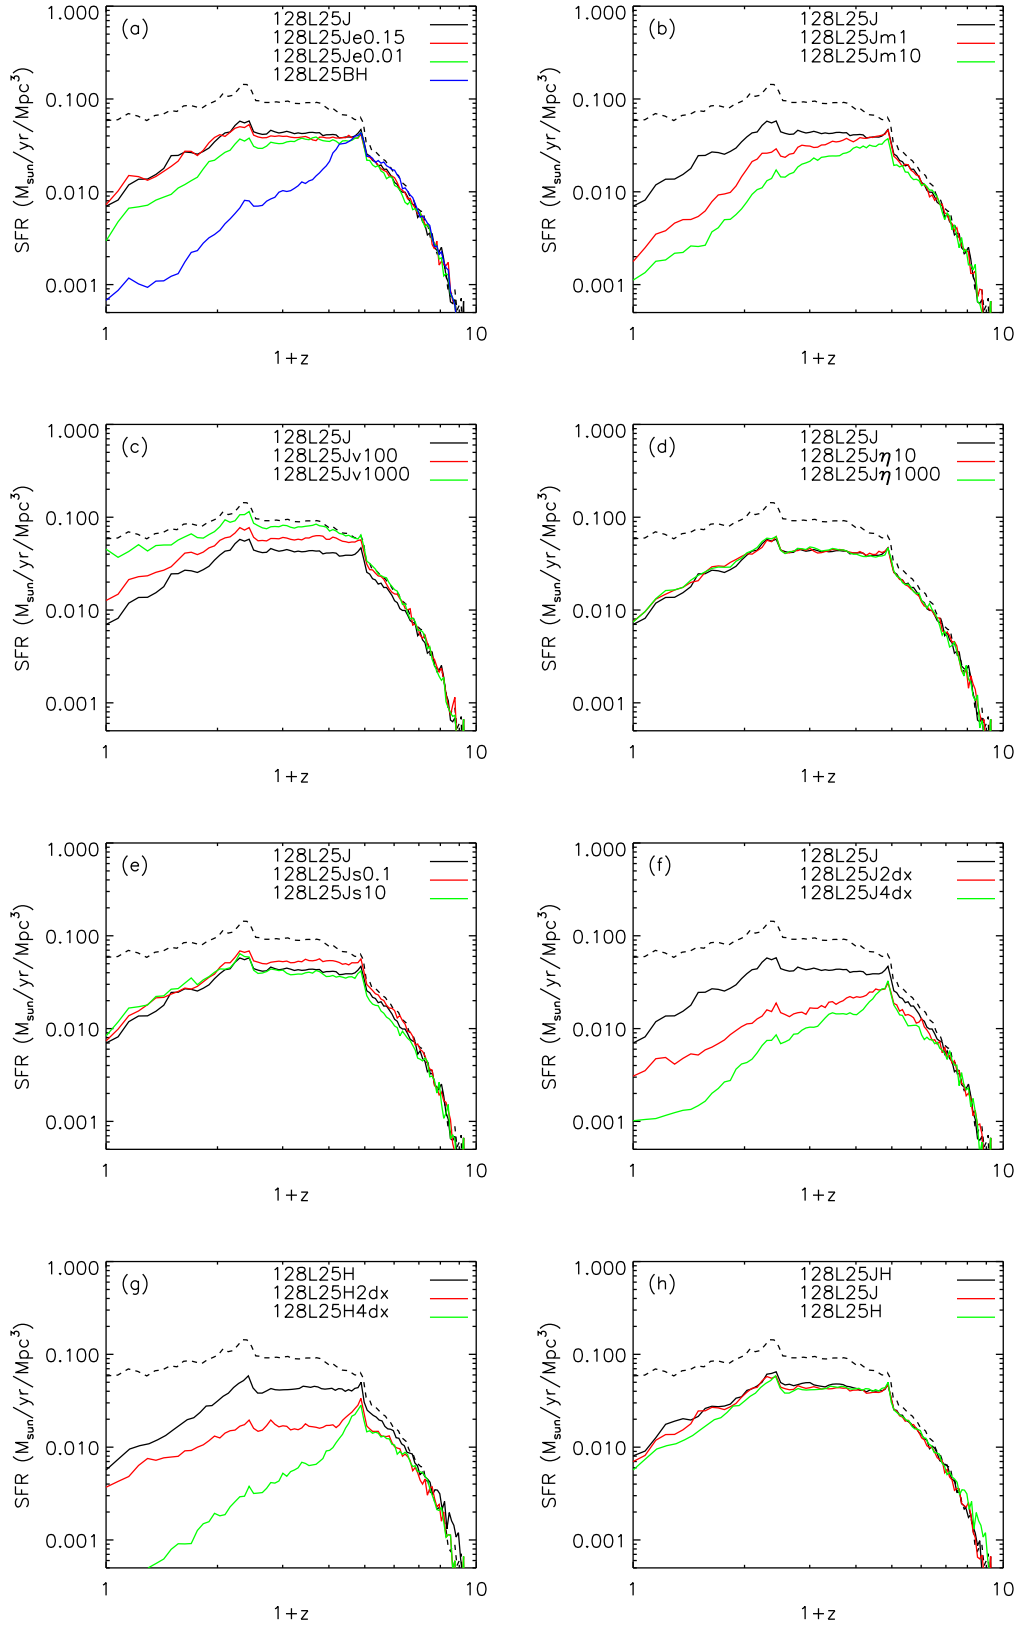 (a)
128L25J
128L25Je0.15
128L25Je0.01
128L25BH
1.000
0.100
0.010
0.001
SFR (Msun/yr/Mpc³)
1
10
1+z
(b)
128L25J
128L25Jm1
128L25Jm10
1.000
0.100
0.010
0.001
SFR (Msun/yr/Mpc³)
1
10
1+z
(c)
128L25J
128L25Jv100
128L25Jv1000
1.000
0.100
0.010
0.001
SFR (Msun/yr/Mpc³)
1
10
1+z
(d)
128L25J
128L25Jη10
128L25Jη1000
1.000
0.100
0.010
0.001
SFR (Msun/yr/Mpc³)
1
10
1+z
(e)
128L25J
128L25Js0.1
128L25Js10
1.000
0.100
0.010
0.001
SFR (Msun/yr/Mpc³)
1
10
1+z
(f)
128L25J
128L25J2dx
128L25J4dx
1.000
0.100
0.010
0.001
SFR (Msun/yr/Mpc³)
1
10
1+z
(g)
128L25H
128L25H2dx
128L25H4dx
1.000
0.100
0.010
0.001
SFR (Msun/yr/Mpc³)
1
10
1+z
(h)
128L25JH
128L25J
128L25H
1.000
0.100
0.010
0.001
SFR (Msun/yr/Mpc³)
1
10
1+z